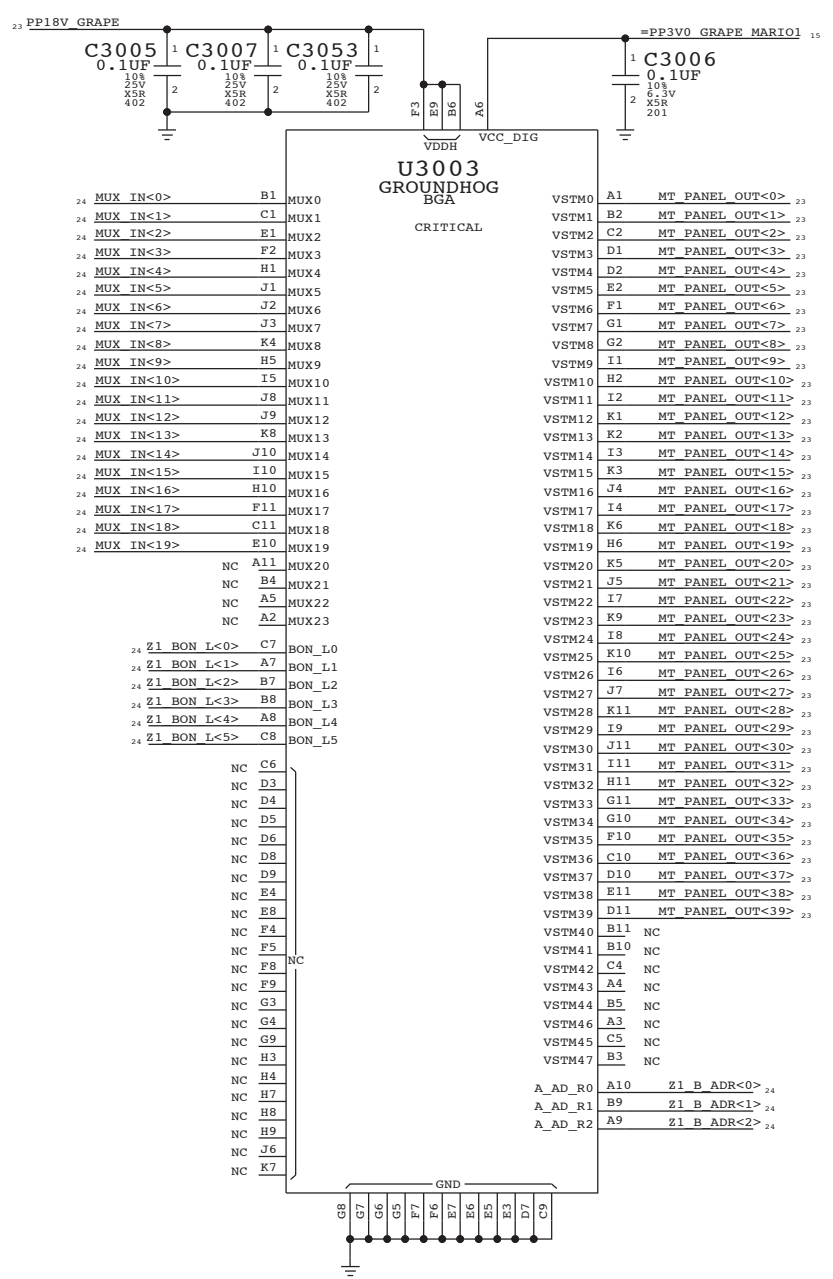 23 PP18V_GRAPE
=PP3V0_GRAPE_MARIO1 15
C3005 1
0.1UF
10%
25V
X5R 2
402
C3007 1
0.1UF
10%
25V
X5R 2
402
C3053 1
0.1UF
10%
25V
X5R 2
402
1 C3006
0.1UF
10%
2 6.3V
X5R
201
F3 E9 B6 A6
VDDH VCC_DIG
U3003
GROUNDHOG
BGA
CRITICAL
24 MUX_IN<0> B1 MUX0
24 MUX_IN<1> C1 MUX1
24 MUX_IN<2> E1 MUX2
24 MUX_IN<3> F2 MUX3
24 MUX_IN<4> H1 MUX4
24 MUX_IN<5> J1 MUX5
24 MUX_IN<6> J2 MUX6
24 MUX_IN<7> J3 MUX7
24 MUX_IN<8> K4 MUX8
24 MUX_IN<9> H5 MUX9
24 MUX_IN<10> I5 MUX10
24 MUX_IN<11> J8 MUX11
24 MUX_IN<12> J9 MUX12
24 MUX_IN<13> K8 MUX13
24 MUX_IN<14> J10 MUX14
24 MUX_IN<15> I10 MUX15
24 MUX_IN<16> H10 MUX16
24 MUX_IN<17> F11 MUX17
24 MUX_IN<18> C11 MUX18
24 MUX_IN<19> E10 MUX19
NC A11 MUX20
NC B4 MUX21
NC A5 MUX22
NC A2 MUX23
24 Z1_BON_L<0> C7 BON_L0
24 Z1_BON_L<1> A7 BON_L1
24 Z1_BON_L<2> B7 BON_L2
24 Z1_BON_L<3> B8 BON_L3
24 Z1_BON_L<4> A8 BON_L4
24 Z1_BON_L<5> C8 BON_L5
NC C6
NC D3
NC D4
NC D5
NC D6
NC D8
NC D9
NC E4
NC E8
NC F4
NC F5
NC
NC F8
NC F9
NC G3
NC G4
NC G9
NC H3
NC H4
NC H7
NC H8
NC H9
NC J6
NC K7
VSTM0 A1 MT_PANEL_OUT<0> 23
VSTM1 B2 MT_PANEL_OUT<1> 23
VSTM2 C2 MT_PANEL_OUT<2> 23
VSTM3 D1 MT_PANEL_OUT<3> 23
VSTM4 D2 MT_PANEL_OUT<4> 23
VSTM5 E2 MT_PANEL_OUT<5> 23
VSTM6 F1 MT_PANEL_OUT<6> 23
VSTM7 G1 MT_PANEL_OUT<7> 23
VSTM8 G2 MT_PANEL_OUT<8> 23
VSTM9 I1 MT_PANEL_OUT<9> 23
VSTM10 H2 MT_PANEL_OUT<10> 23
VSTM11 I2 MT_PANEL_OUT<11> 23
VSTM12 K1 MT_PANEL_OUT<12> 23
VSTM13 K2 MT_PANEL_OUT<13> 23
VSTM14 I3 MT_PANEL_OUT<14> 23
VSTM15 K3 MT_PANEL_OUT<15> 23
VSTM16 J4 MT_PANEL_OUT<16> 23
VSTM17 I4 MT_PANEL_OUT<17> 23
VSTM18 K6 MT_PANEL_OUT<18> 23
VSTM19 H6 MT_PANEL_OUT<19> 23
VSTM20 K5 MT_PANEL_OUT<20> 23
VSTM21 J5 MT_PANEL_OUT<21> 23
VSTM22 I7 MT_PANEL_OUT<22> 23
VSTM23 K9 MT_PANEL_OUT<23> 23
VSTM24 I8 MT_PANEL_OUT<24> 23
VSTM25 K10 MT_PANEL_OUT<25> 23
VSTM26 I6 MT_PANEL_OUT<26> 23
VSTM27 J7 MT_PANEL_OUT<27> 23
VSTM28 K11 MT_PANEL_OUT<28> 23
VSTM29 I9 MT_PANEL_OUT<29> 23
VSTM30 J11 MT_PANEL_OUT<30> 23
VSTM31 I11 MT_PANEL_OUT<31> 23
VSTM32 H11 MT_PANEL_OUT<32> 23
VSTM33 G11 MT_PANEL_OUT<33> 23
VSTM34 G10 MT_PANEL_OUT<34> 23
VSTM35 F10 MT_PANEL_OUT<35> 23
VSTM36 C10 MT_PANEL_OUT<36> 23
VSTM37 D10 MT_PANEL_OUT<37> 23
VSTM38 E11 MT_PANEL_OUT<38> 23
VSTM39 D11 MT_PANEL_OUT<39> 23
VSTM40 B11 NC
VSTM41 B10 NC
VSTM42 C4 NC
VSTM43 A4 NC
VSTM44 B5 NC
VSTM46 A3 NC
VSTM45 C5 NC
VSTM47 B3 NC
A_AD_R0 A10 Z1_B_ADR<0> 24
A_AD_R1 B9 Z1_B_ADR<1> 24
A_AD_R2 A9 Z1_B_ADR<2> 24
GND
G8 G7 G6 G5 F7 F6 E7 E6 E5 E3 D7 C9